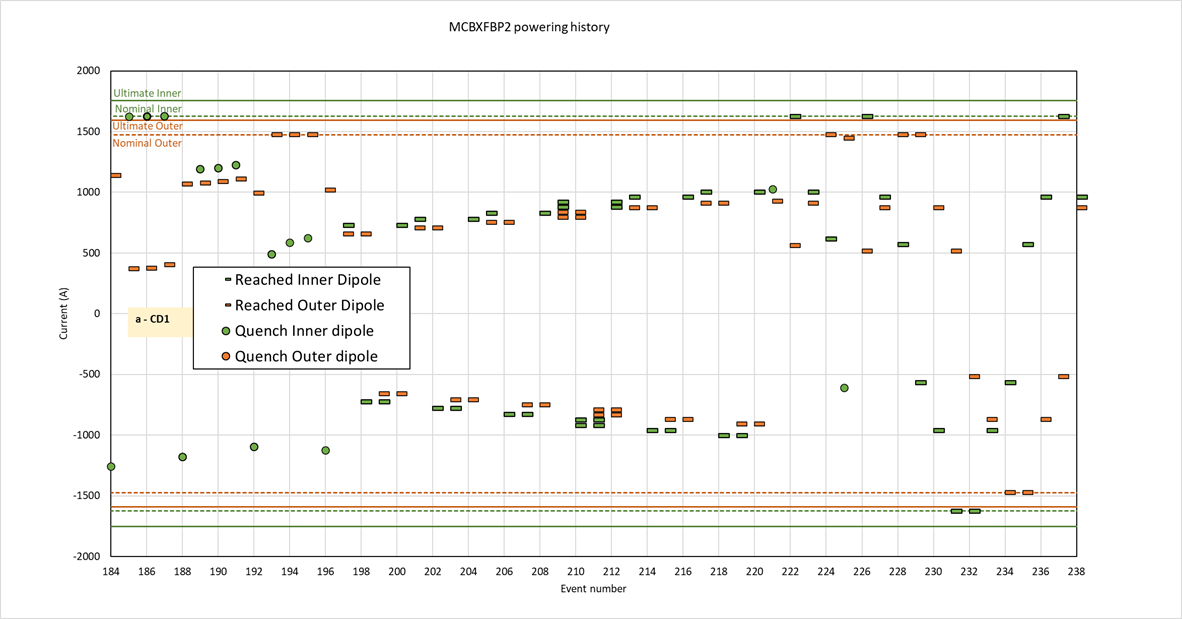 MCBXFBP2 powering history
2000
Ultimate Inner
Nominal Inner
Ultimate Outer
1500
Nominal Outer
1000
500
Reached Inner Dipole
Reached Outer Dipole
0
a - CD1
Quench Inner dipole
Quench Outer dipole
-500
-1000
-1500
-2000
Current (A)
184 186 188 190 192 194 196 198 200 202 204 206 208 210 212 214 216 218 220 222 224 226 228 230 232 234 236 238
Event number